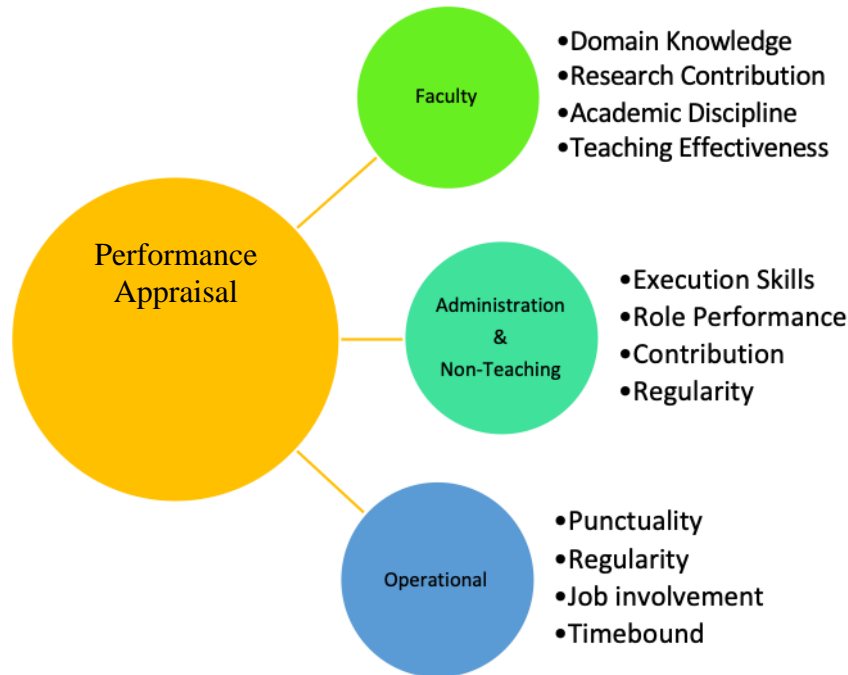 Performance
Appraisal
Faculty
•Domain Knowledge
•Research Contribution
•Academic Discipline
•Teaching Effectiveness
Administration
&
Non-Teaching
•Execution Skills
•Role Performance
•Contribution
•Regularity
Operational
•Punctuality
•Regularity
•Job involvement
•Timebound